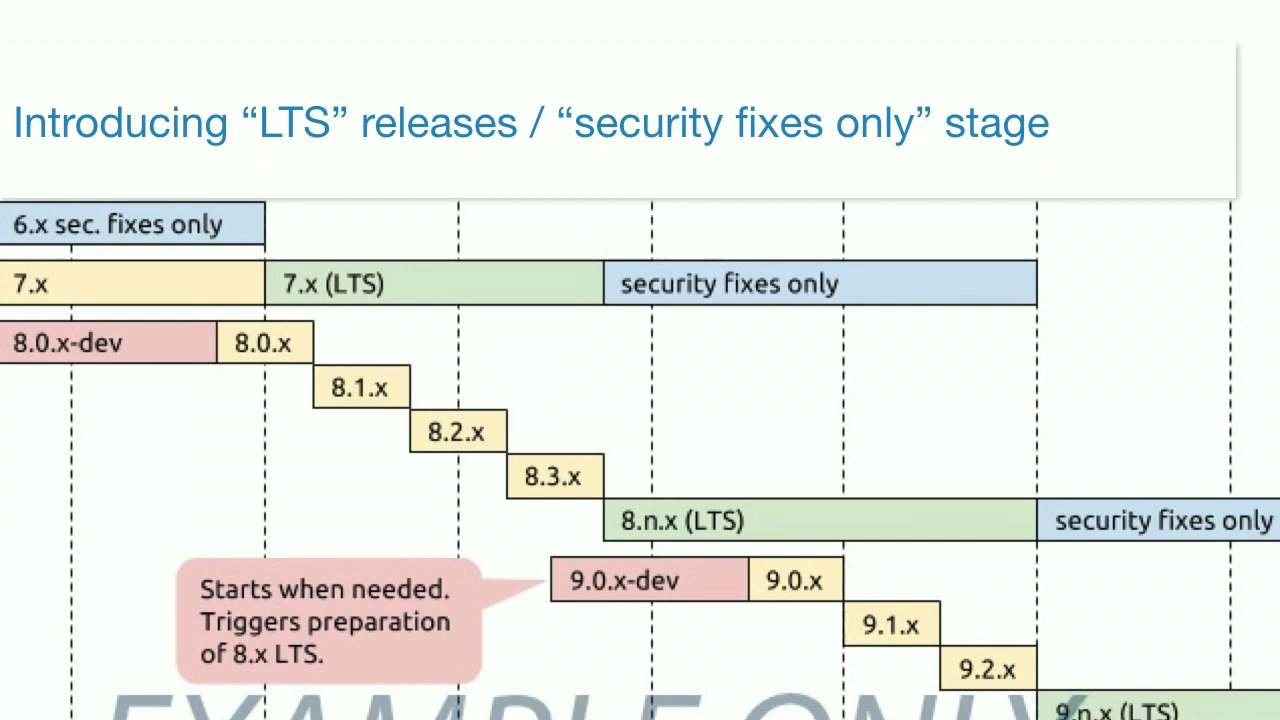 Introducing “LTS” releases / “security fixes only” stage
6.x sec. fixes only
7.x
7.x (LTS)
security fixes only
8.0.x-dev
8.0.x
8.1.x
8.2.x
8.3.x
8.n.x (LTS)
security fixes only
Starts when needed.
Triggers preparation
of 8.x LTS.
9.0.x-dev
9.0.x
9.1.x
9.2.x
EXAMPLE ONLY
9.n.x (LTS)